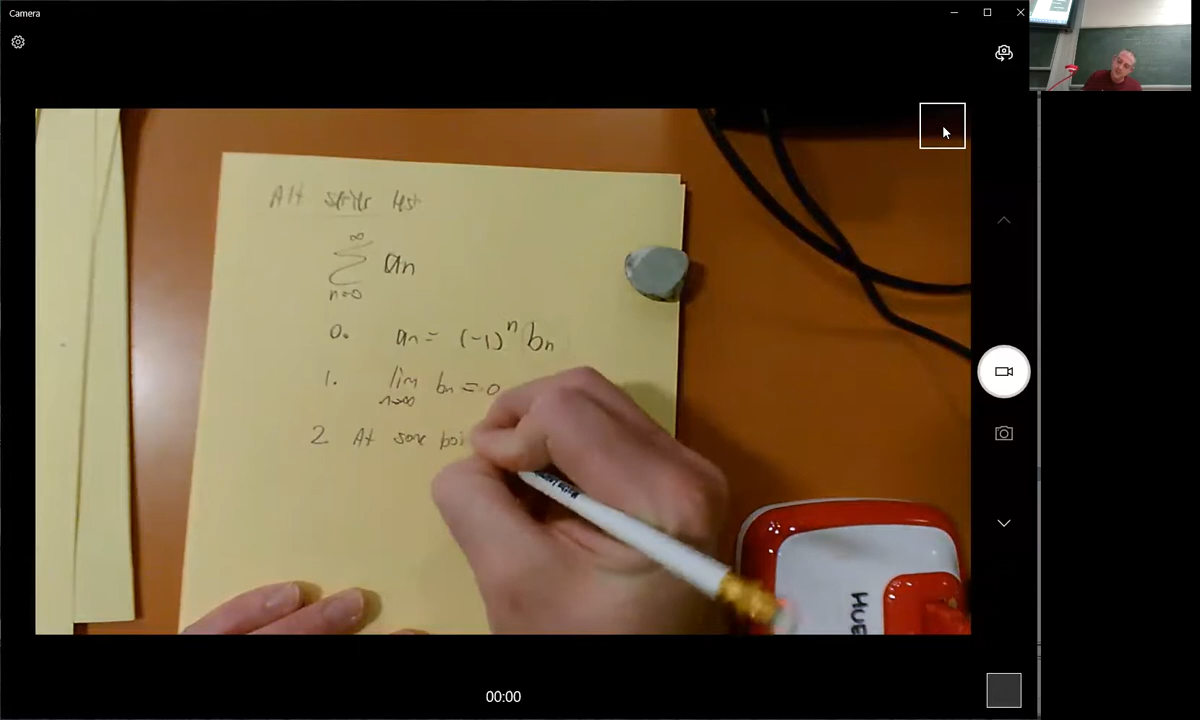 Camera
Alt series test
∞
∑ an
n=0
0. an = (-1)^n bn
1. lim bn = 0
n→∞
2 At some poi
HUE
00:00